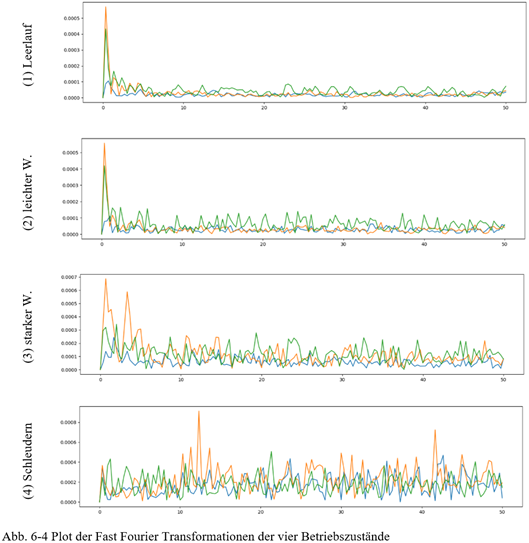 (1) Leerlauf
0.0005
0.0004
0.0003
0.0002
0.0001
0.0000
0 10 20 30 40 50
(2) leichter W.
0.0005
0.0004
0.0003
0.0002
0.0001
0.0000
0 10 20 30 40 50
(3) starker W.
0.0007
0.0006
0.0005
0.0004
0.0003
0.0002
0.0001
0.0000
0 10 20 30 40 50
(4) Schleudern
0.0008
0.0006
0.0004
0.0002
0.0000
0 10 20 30 40 50
Abb. 6-4 Plot der Fast Fourier Transformationen der vier Betriebszustände